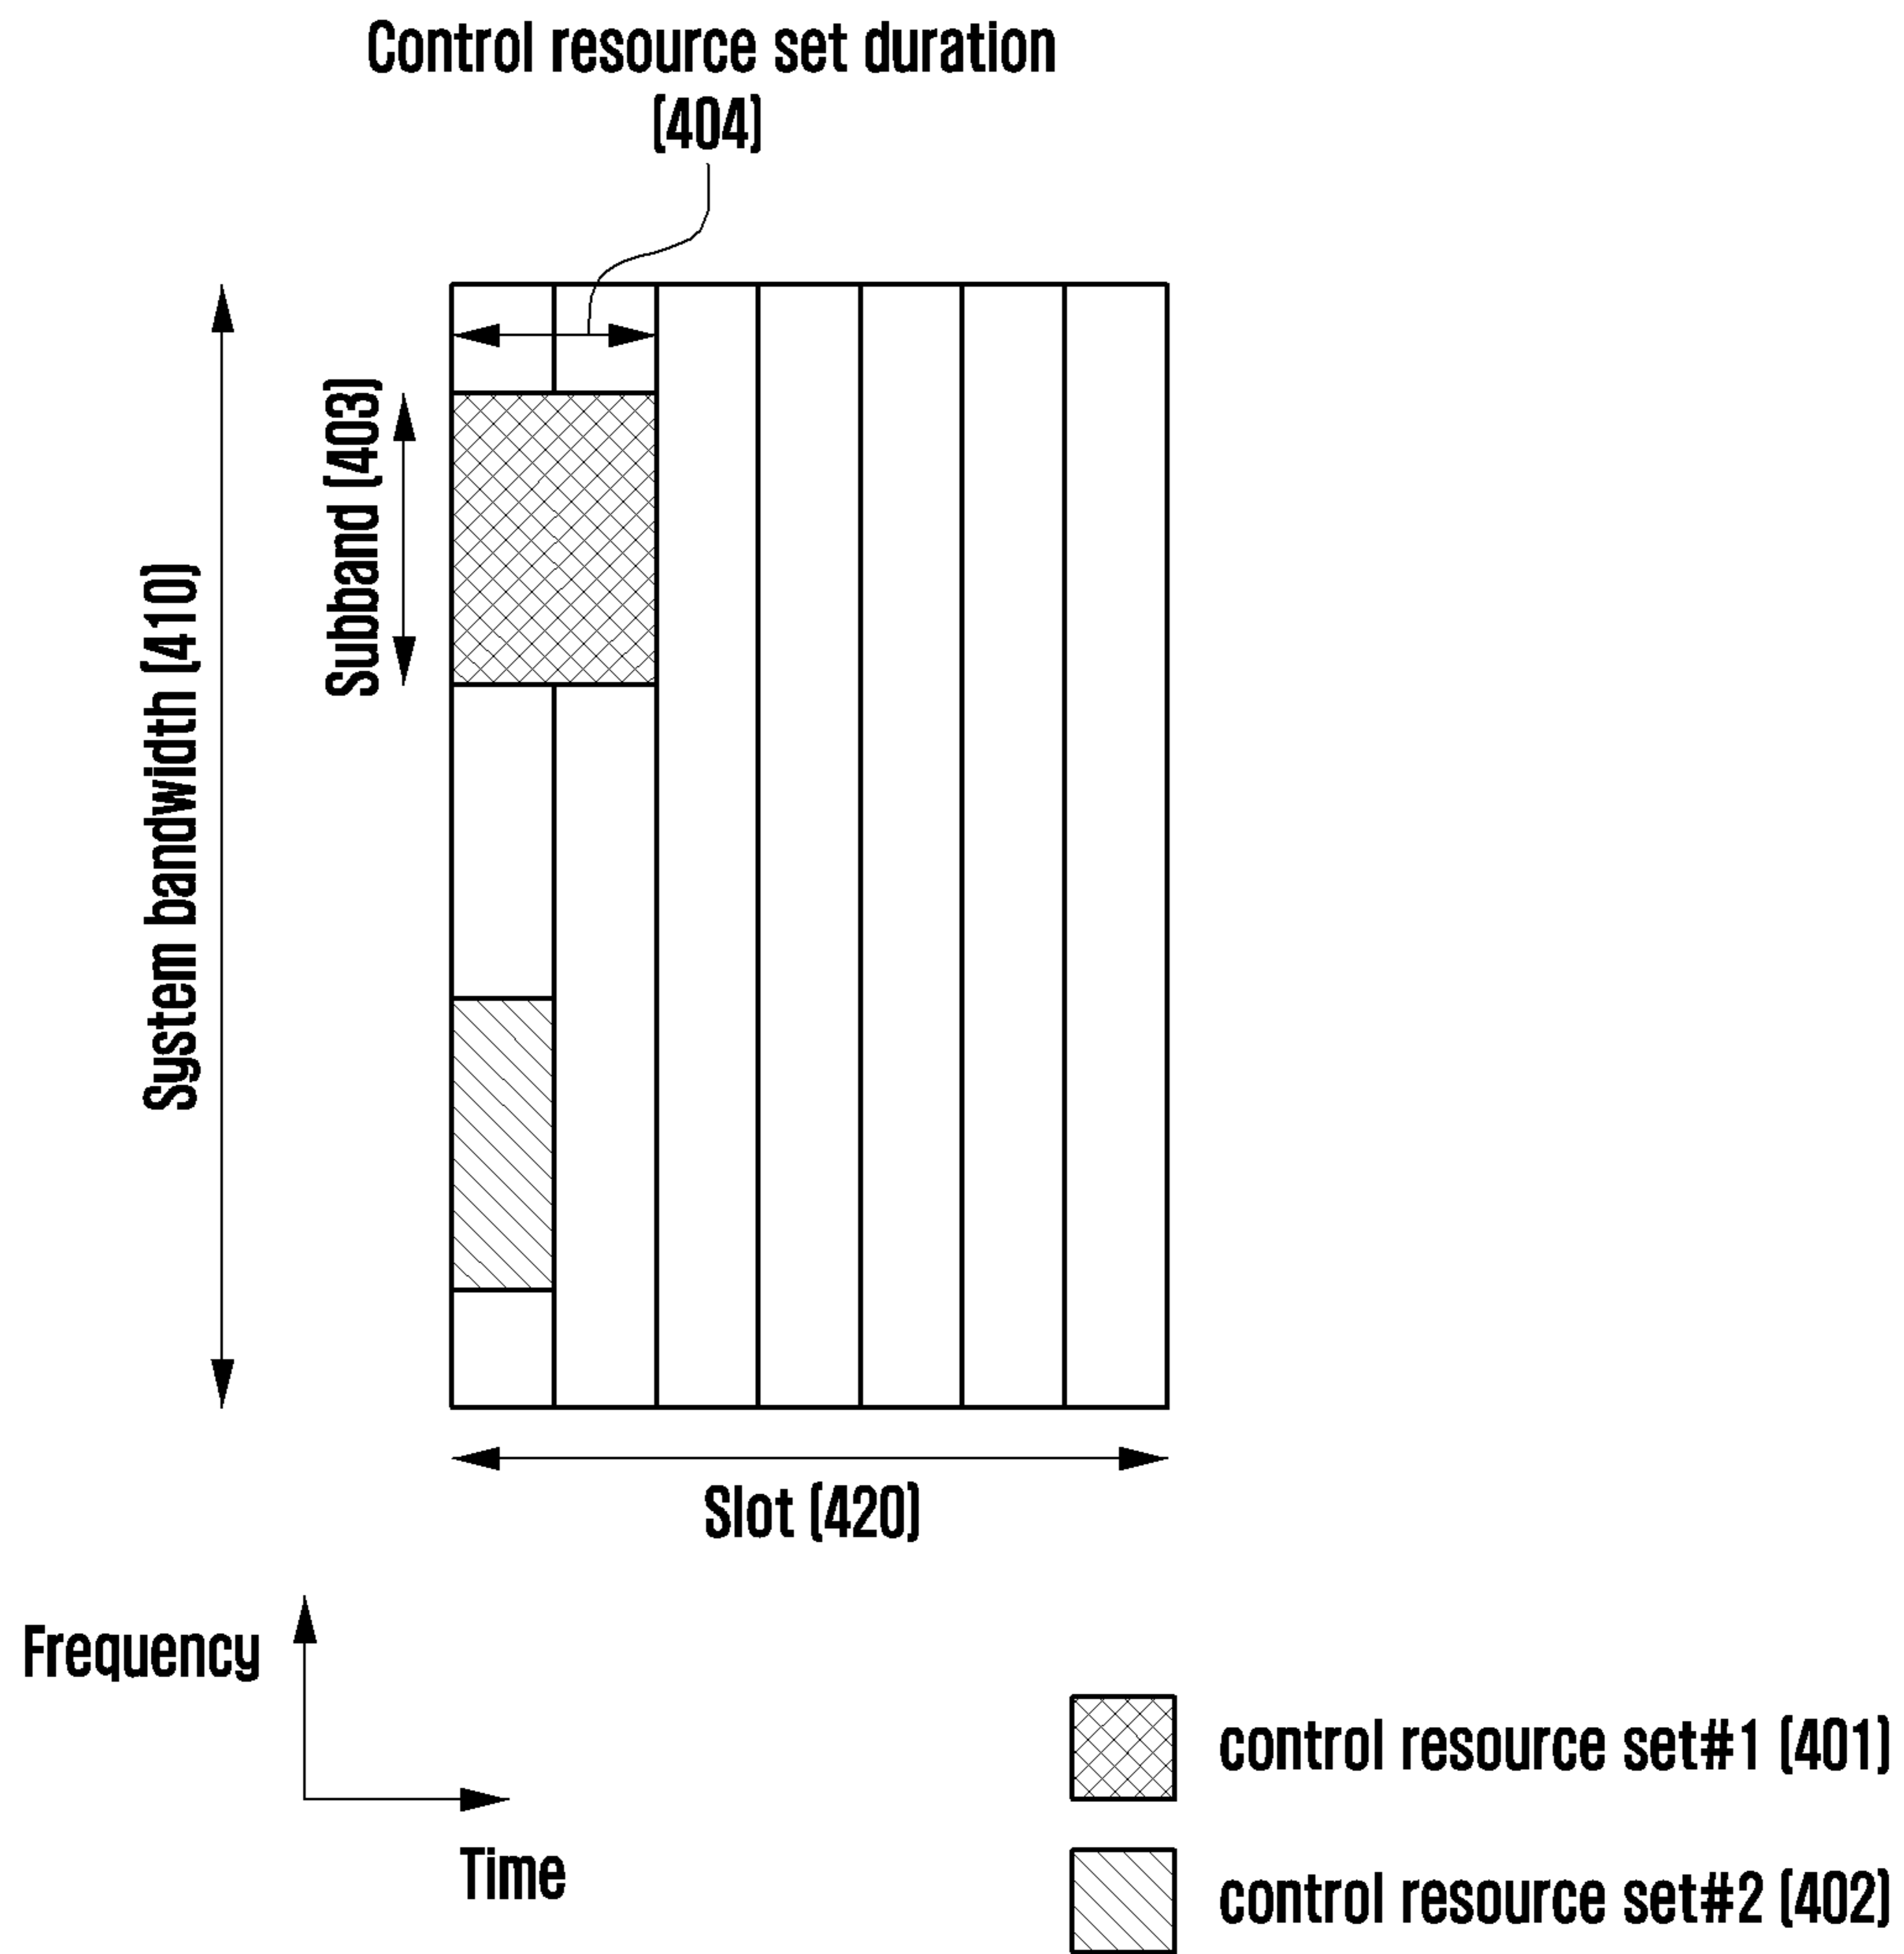 Control resource set duration
(404)
Subband (403)
System bandwidth (410)
Slot (420)
Frequency
Time
control resource set#1 (401)
control resource set#2 (402)